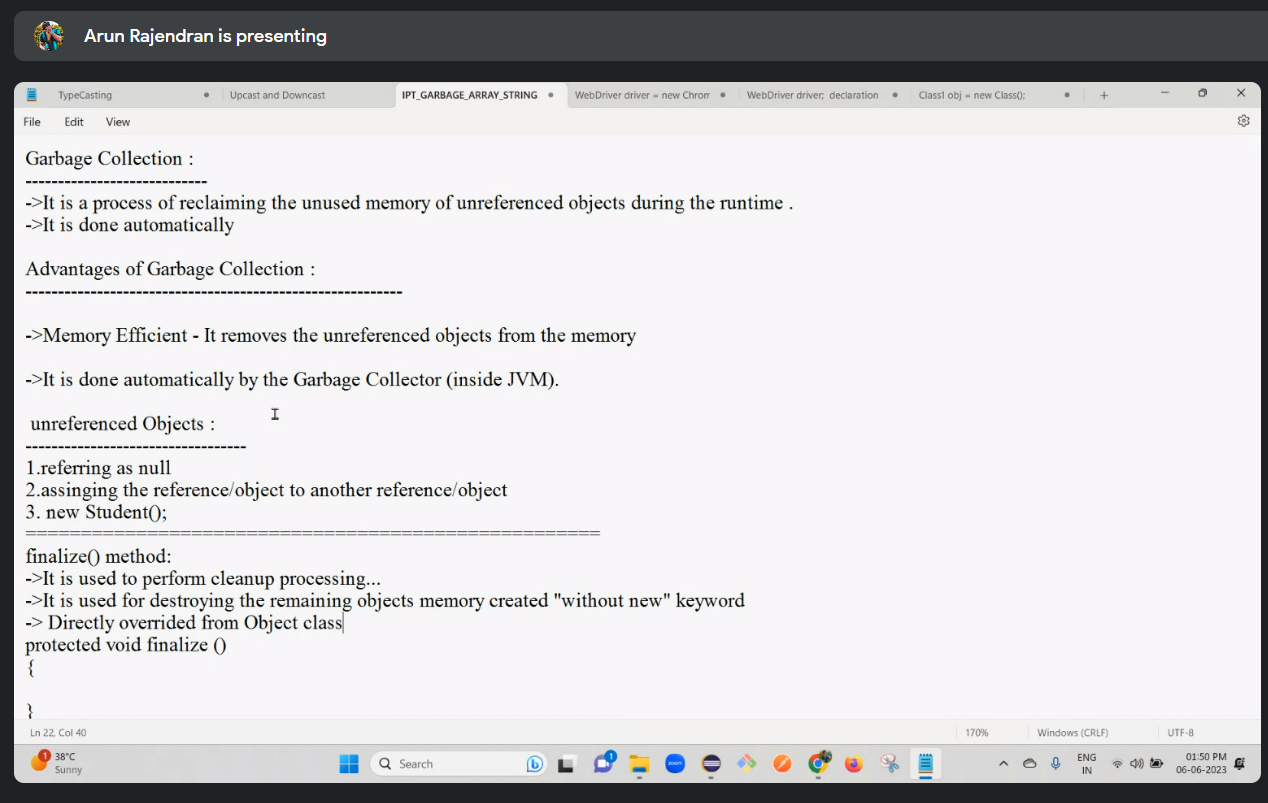 Arun Rajendran is presenting
TypeCasting
Upcast and Downcast
IPT_GARBAGE_ARRAY_STRING
WebDriver driver = new Chrom
WebDriver driver; declaration
Class1 obj = new Class();
File Edit View
Garbage Collection :
----------------------------
->It is a process of reclaiming the unused memory of unreferenced objects during the runtime .
->It is done automatically
Advantages of Garbage Collection :
----------------------------------------------------------
->Memory Efficient - It removes the unreferenced objects from the memory
->It is done automatically by the Garbage Collector (inside JVM).
unreferenced Objects :
----------------------------------
1.referring as null
2.assinging the reference/object to another reference/object
3. new Student();
====================================================
finalize() method:
->It is used to perform cleanup processing...
->It is used for destroying the remaining objects memory created "without new" keyword
-> Directly overrided from Object class
protected void finalize ()
{
}
Ln 22, Col 40
170%
Windows (CRLF)
UTF-8
1
38°C
Sunny
Search
1
zoom
ENG
IN
01:50 PM
06-06-2023